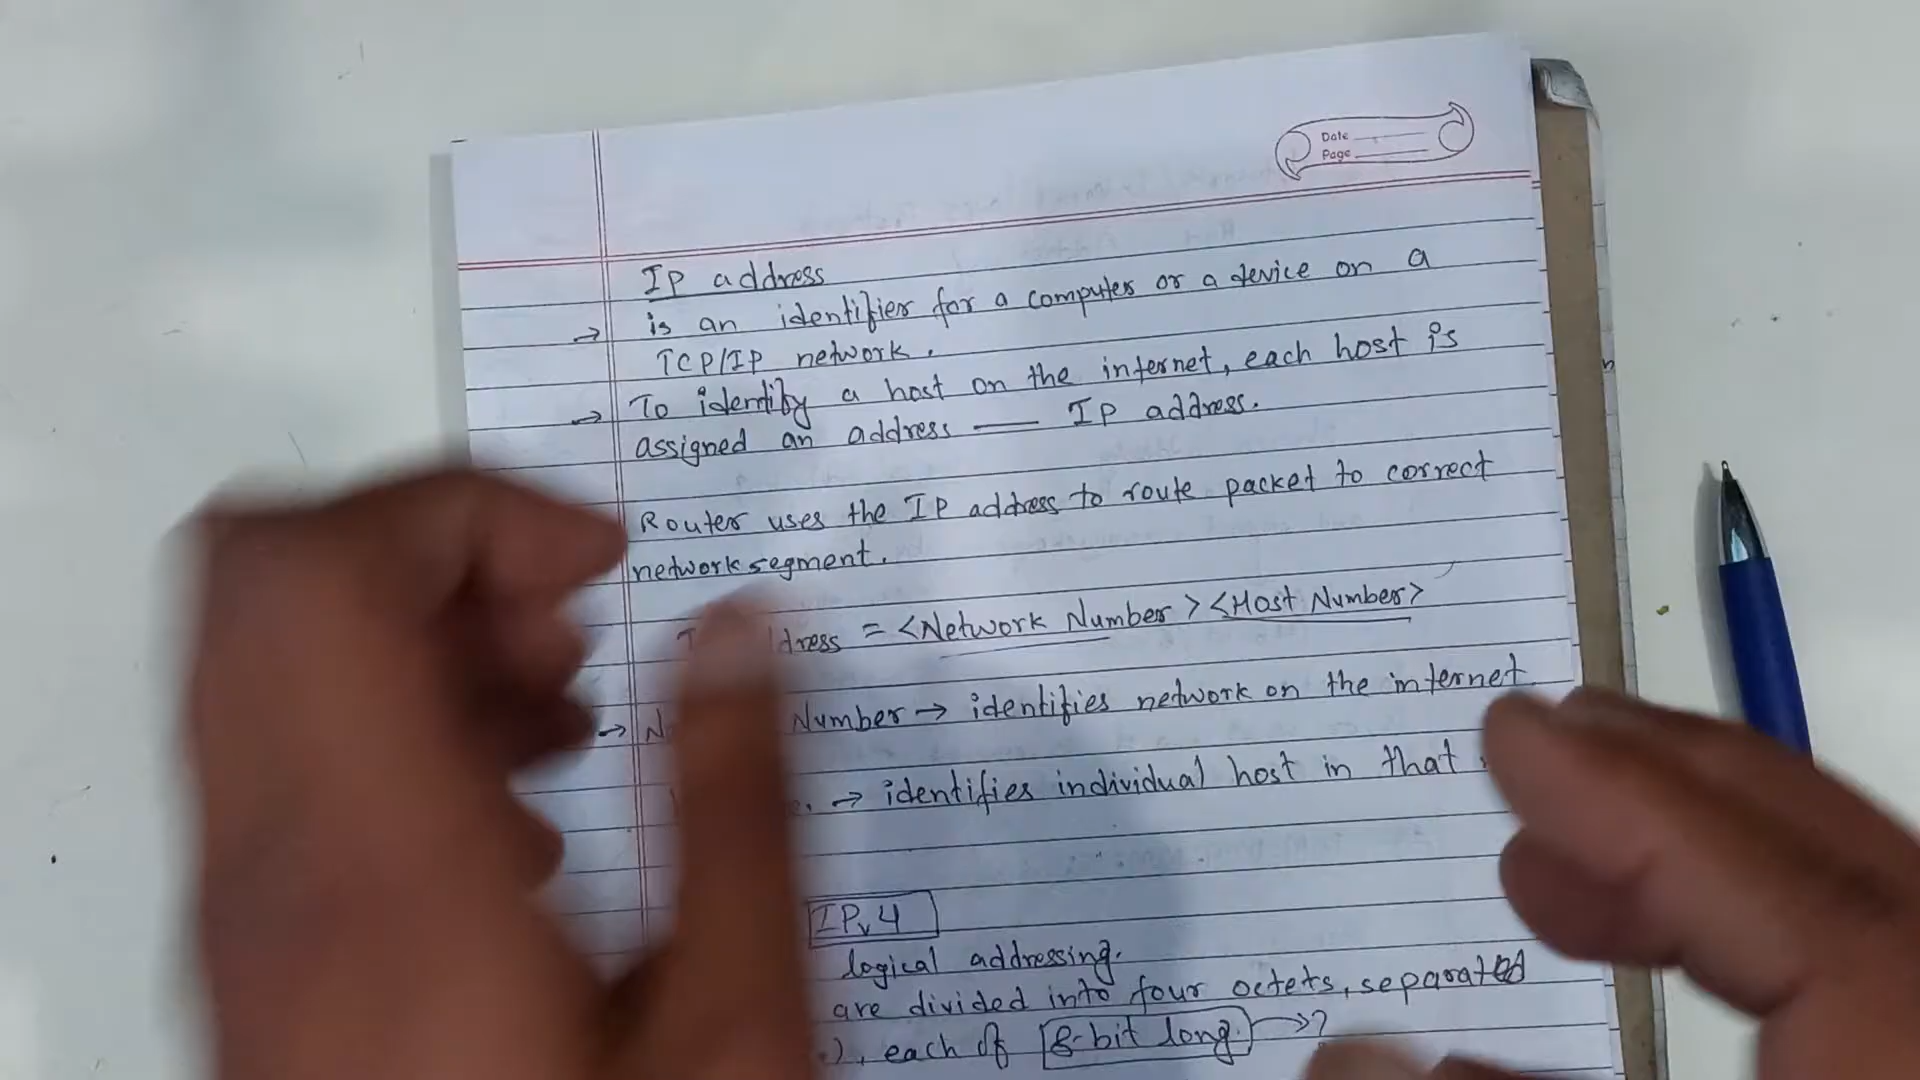 Date
Page
IP address
→ is an identifier for a computer or a device on a
TCP/IP network.
→ To identify a host on the internet, each host is
assigned an address — IP address.
Router uses the IP address to route packet to correct
network segment.
= <Network Number> <Host Number>
→ Number → identifies network on the internet
→ identifies individual host in that
IPv4
logical addressing.
are divided into four octets, separated
), each of 8-bit long. →?